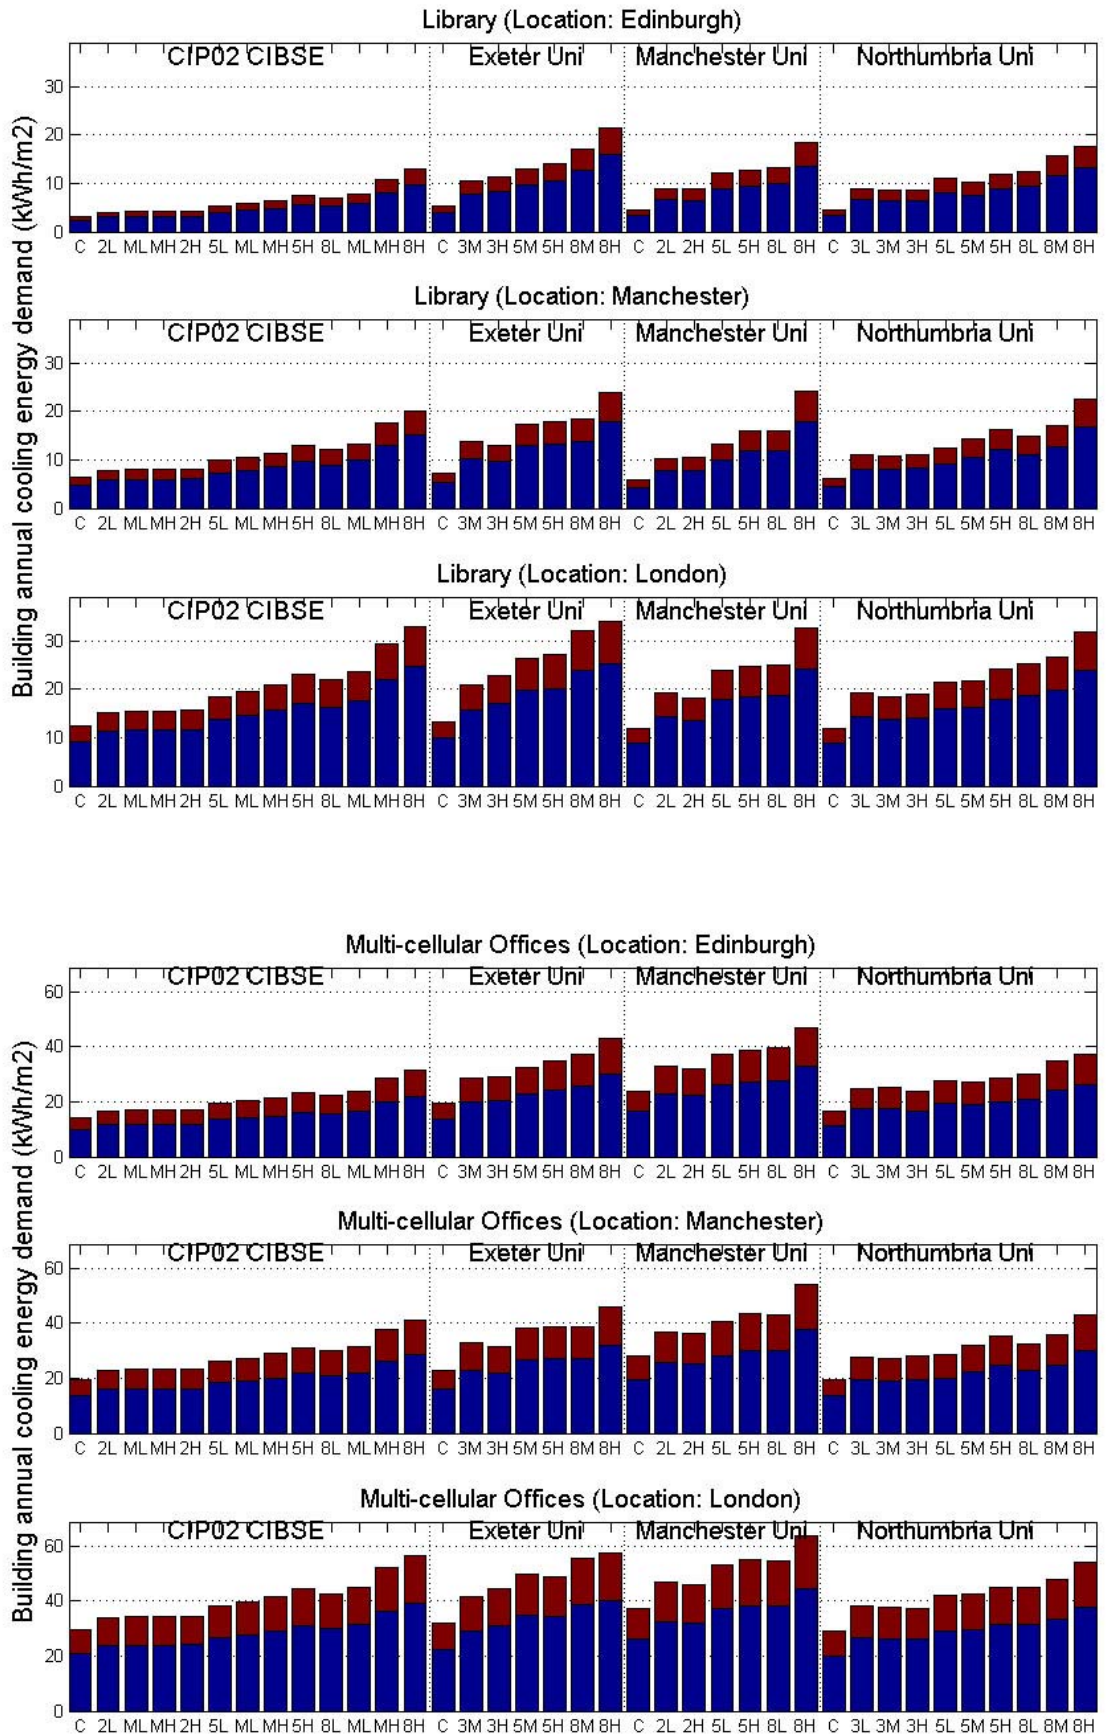 Library (Location: Edinburgh)
CIP02 CIBSE Exeter Uni Manchester Uni Northumbria Uni
30
20
10
0
C 2L ML MH 2H 5L ML MH 5H 8L ML MH 8H C 3M 3H 5M 5H 8M 8H C 2L 2H 5L 5H 8L 8H C 3L 3M 3H 5L 5M 5H 8L 8M 8H
Library (Location: Manchester)
CIP02 CIBSE Exeter Uni Manchester Uni Northumbria Uni
30
20
10
0
C 2L ML MH 2H 5L ML MH 5H 8L ML MH 8H C 3M 3H 5M 5H 8M 8H C 2L 2H 5L 5H 8L 8H C 3L 3M 3H 5L 5M 5H 8L 8M 8H
Library (Location: London)
CIP02 CIBSE Exeter Uni Manchester Uni Northumbria Uni
30
20
10
0
C 2L ML MH 2H 5L ML MH 5H 8L ML MH 8H C 3M 3H 5M 5H 8M 8H C 2L 2H 5L 5H 8L 8H C 3L 3M 3H 5L 5M 5H 8L 8M 8H
Building annual cooling energy demand (kWh/m2)
Multi-cellular Offices (Location: Edinburgh)
CIP02 CIBSE Exeter Uni Manchester Uni Northumbria Uni
60
40
20
0
C 2L ML MH 2H 5L ML MH 5H 8L ML MH 8H C 3M 3H 5M 5H 8M 8H C 2L 2H 5L 5H 8L 8H C 3L 3M 3H 5L 5M 5H 8L 8M 8H
Multi-cellular Offices (Location: Manchester)
CIP02 CIBSE Exeter Uni Manchester Uni Northumbria Uni
60
40
20
0
C 2L ML MH 2H 5L ML MH 5H 8L ML MH 8H C 3M 3H 5M 5H 8M 8H C 2L 2H 5L 5H 8L 8H C 3L 3M 3H 5L 5M 5H 8L 8M 8H
Multi-cellular Offices (Location: London)
CIP02 CIBSE Exeter Uni Manchester Uni Northumbria Uni
60
40
20
0
C 2L ML MH 2H 5L ML MH 5H 8L ML MH 8H C 3M 3H 5M 5H 8M 8H C 2L 2H 5L 5H 8L 8H C 3L 3M 3H 5L 5M 5H 8L 8M 8H
Building annual cooling energy demand (kWh/m2)